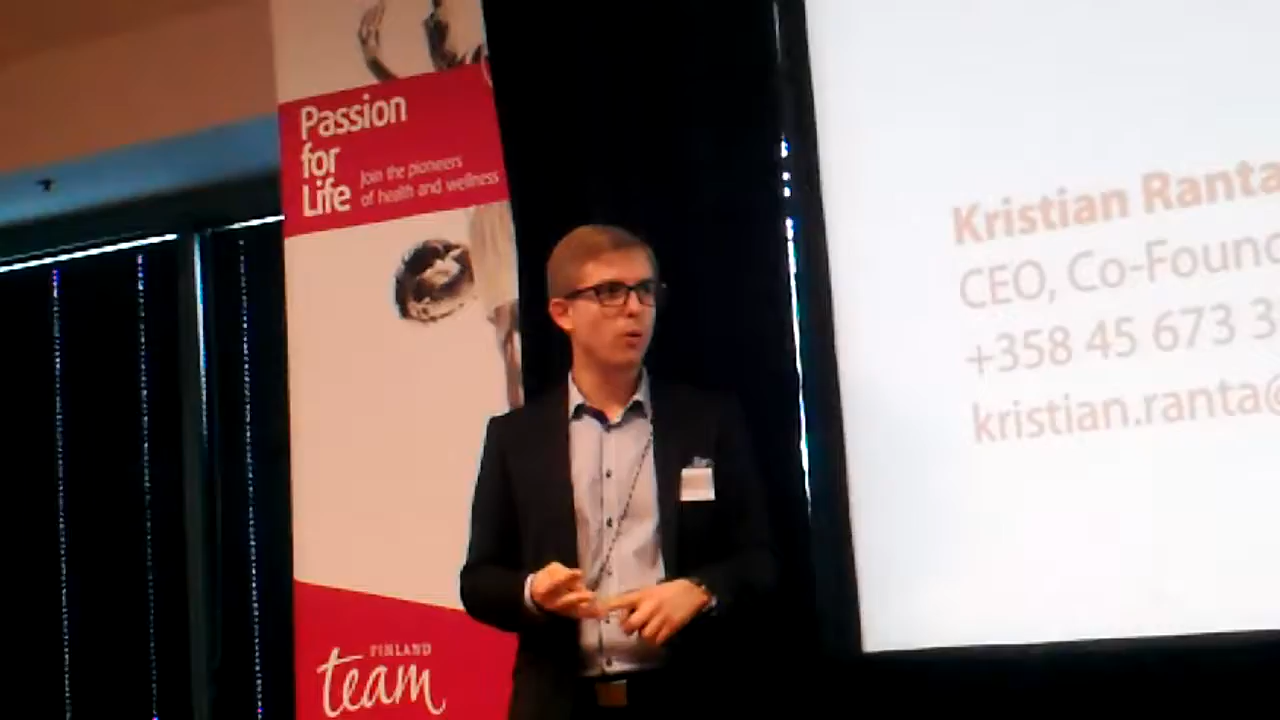 Passion
for
Life
Join the pioneers
of health and wellness
FINLAND
team
Kristian Ranta
CEO, Co-Found
+358 45 673 3
kristian.ranta@